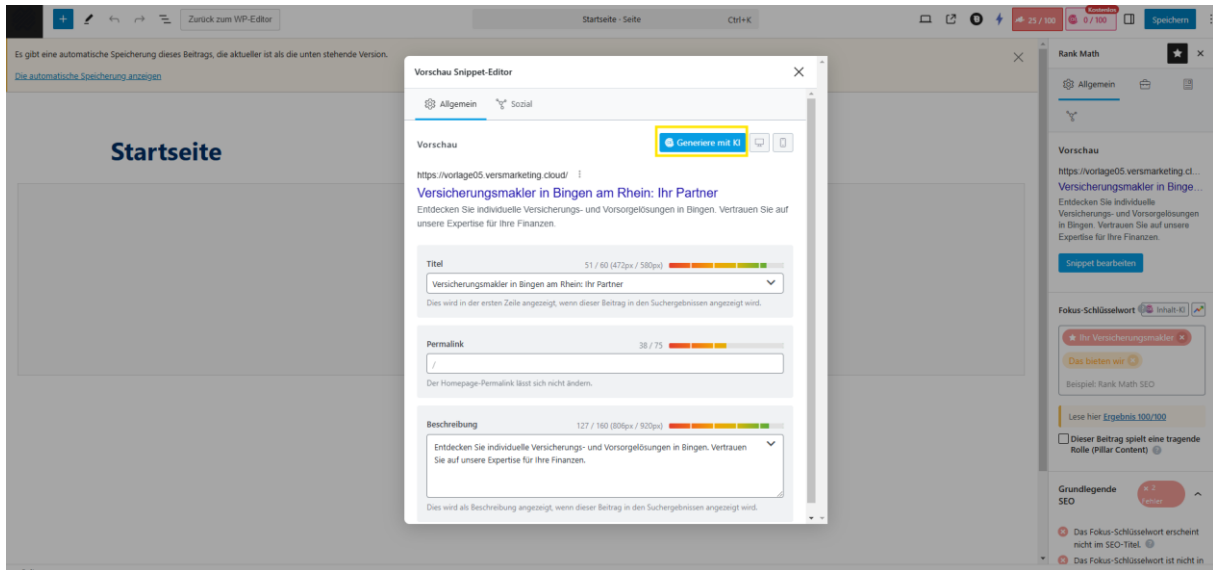 Zurück zum WP-Editor
Startseite · Seite
Ctrl+K
25 / 100
Kostenlos
0 / 100
Speichern
Es gibt eine automatische Speicherung dieses Beitrags, die aktueller ist als die unten stehende Version.
Die automatische Speicherung anzeigen
Startseite
Vorschau Snippet-Editor
Allgemein
Sozial
Vorschau
Generiere mit KI
https://vorlage05.versmarketing.cloud/
Versicherungsmakler in Bingen am Rhein: Ihr Partner
Entdecken Sie individuelle Versicherungs- und Vorsorgelösungen in Bingen. Vertrauen Sie auf
unsere Expertise für Ihre Finanzen.
Titel
51 / 60 (472px / 580px)
Versicherungsmakler in Bingen am Rhein: Ihr Partner
Dies wird in der ersten Zeile angezeigt, wenn dieser Beitrag in den Suchergebnissen angezeigt wird.
Permalink
38 / 75
/
Der Homepage-Permalink lässt sich nicht ändern.
Beschreibung
127 / 160 (806px / 920px)
Entdecken Sie individuelle Versicherungs- und Vorsorgelösungen in Bingen. Vertrauen
Sie auf unsere Expertise für Ihre Finanzen.
Dies wird als Beschreibung angezeigt, wenn dieser Beitrag in den Suchergebnissen angezeigt wird.
Rank Math
Allgemein
Vorschau
https://vorlage05.versmarketing.cl...
Versicherungsmakler in Binge...
Entdecken Sie individuelle
Versicherungs- und Vorsorgelösungen
in Bingen. Vertrauen Sie auf unsere
Expertise für Ihre Finanzen.
Snippet bearbeiten
Fokus-Schlüsselwort
Inhalt-KI
Ihr Versicherungsmakler
Das bieten wir
Beispiel: Rank Math SEO
Lese hier Ergebnis 100/100
Dieser Beitrag spielt eine tragende
Rolle (Pillar Content)
Grundlegende
SEO
× 2
Fehler
Das Fokus-Schlüsselwort erscheint
nicht im SEO-Titel.
Das Fokus-Schlüsselwort ist nicht in